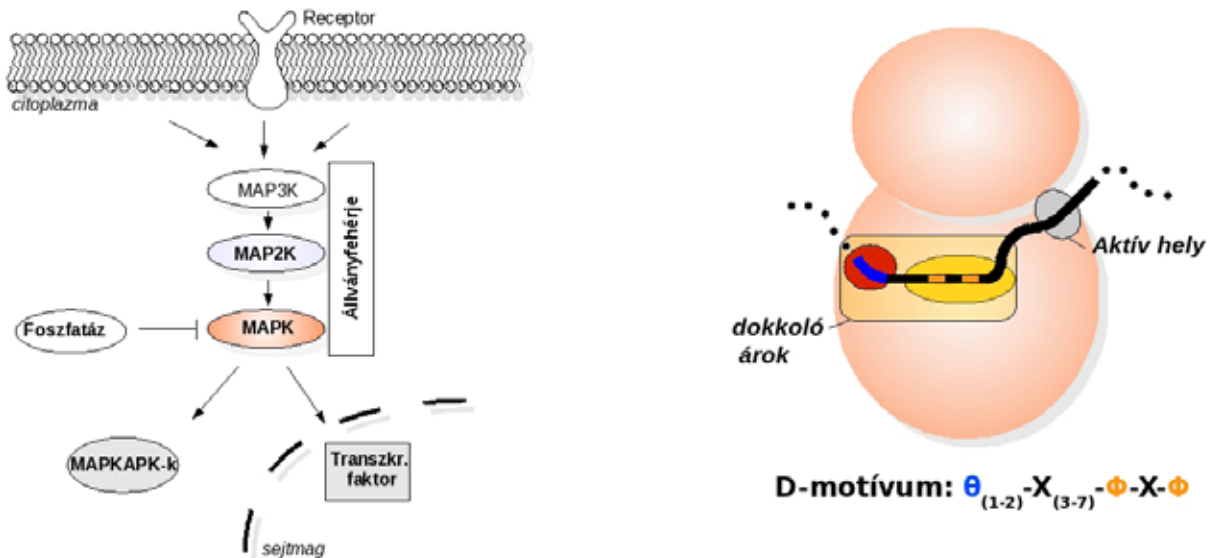 Receptor
citoplazma
MAP3K
MAP2K
MAPK
Állványfehérje
Foszfatáz
MAPKAPK-k
Transzkr.
faktor
sejtmag
Aktív hely
dokkoló
árok
D-motívum: θ(1-2)-X(3-7)-Φ-X-Φ